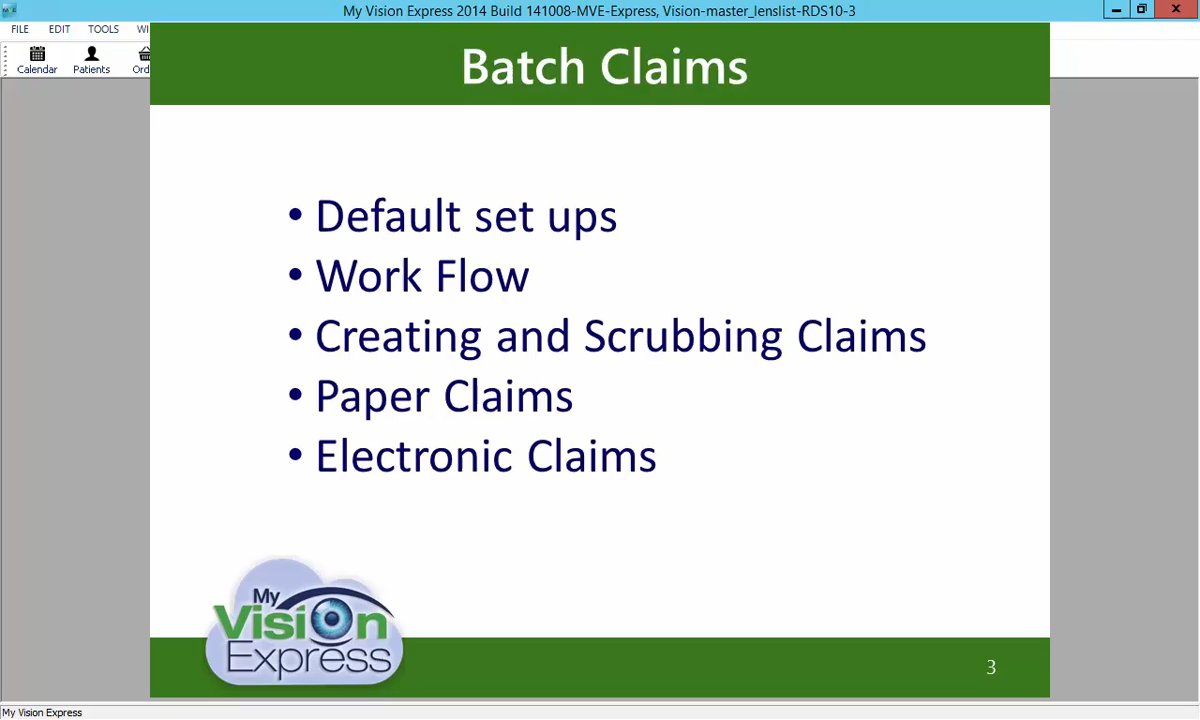 My Vision Express 2014 Build 141008-MVE-Express, Vision-master_lenslist-RDS10-3
FILE EDIT TOOLS WI
Calendar Patients Ord
Batch Claims
• Default set ups
• Work Flow
• Creating and Scrubbing Claims
• Paper Claims
• Electronic Claims
My
Vision
Express
3
My Vision Express